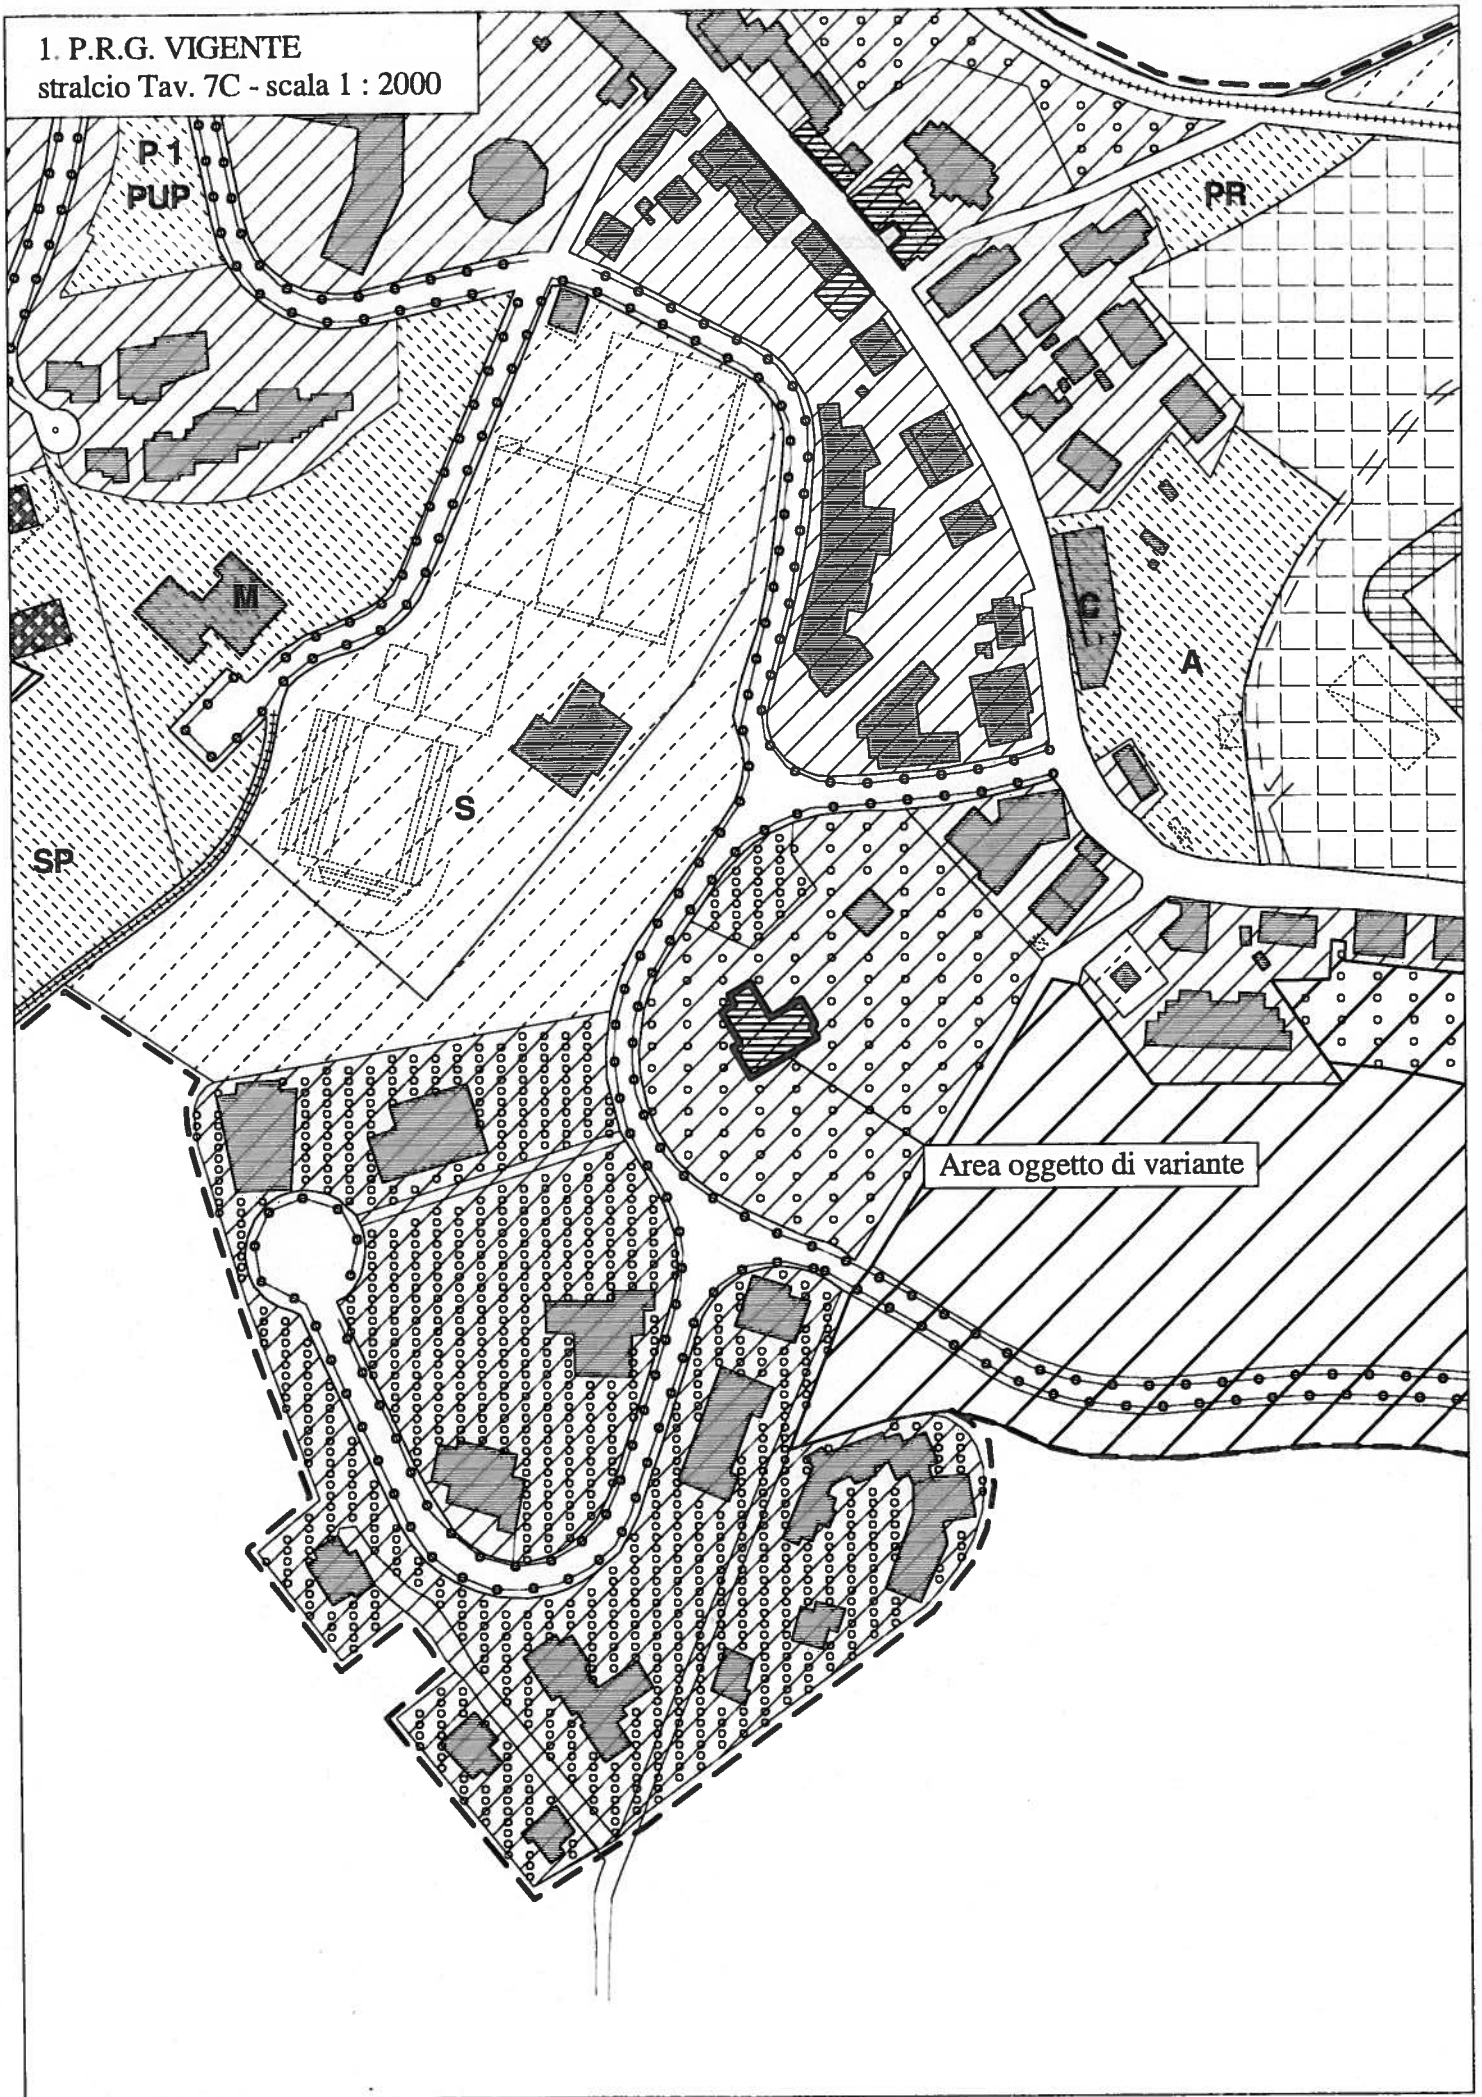 1. P.R.G. VIGENTE
stralcio Tav. 7C - scala 1 : 2000
P 1
PUP
PR
M
C
A
S
SP
Area oggetto di variante